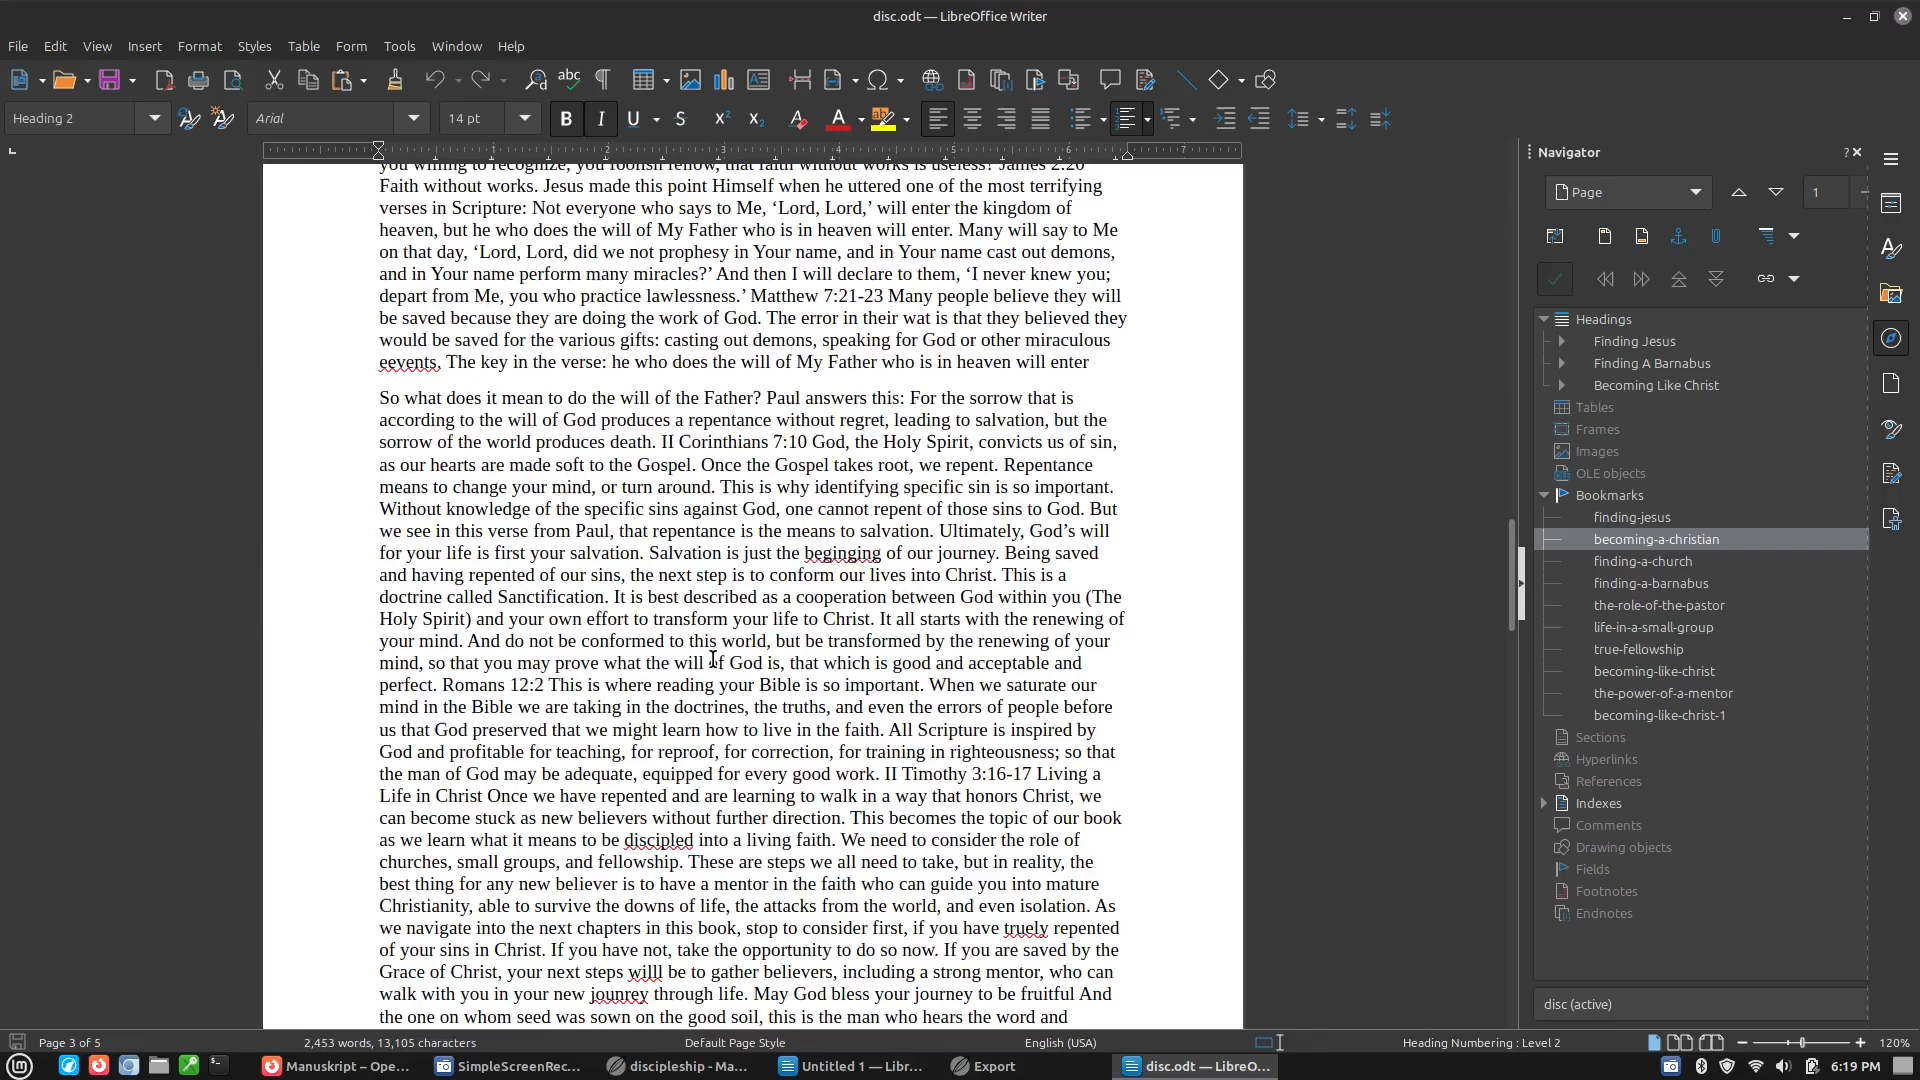 disc.odt — LibreOffice Writer
File Edit View Insert Format Styles Table Form Tools Window Help
Heading 2 Arial 14 pt
Navigator
Page 1
you willing to recognize, you foolish fellow, that faith without works is useless? James 2:20
Faith without works. Jesus made this point Himself when he uttered one of the most terrifying
verses in Scripture: Not everyone who says to Me, ‘Lord, Lord,’ will enter the kingdom of
heaven, but he who does the will of My Father who is in heaven will enter. Many will say to Me
on that day, ‘Lord, Lord, did we not prophesy in Your name, and in Your name cast out demons,
and in Your name perform many miracles?’ And then I will declare to them, ‘I never knew you;
depart from Me, you who practice lawlessness.’ Matthew 7:21-23 Many people believe they will
be saved because they are doing the work of God. The error in their wat is that they believed they
would be saved for the various gifts: casting out demons, speaking for God or other miraculous
eevents. The key in the verse: he who does the will of My Father who is in heaven will enter
So what does it mean to do the will of the Father? Paul answers this: For the sorrow that is
according to the will of God produces a repentance without regret, leading to salvation, but the
sorrow of the world produces death. II Corinthians 7:10 God, the Holy Spirit, convicts us of sin,
as our hearts are made soft to the Gospel. Once the Gospel takes root, we repent. Repentance
means to change your mind, or turn around. This is why identifying specific sin is so important.
Without knowledge of the specific sins against God, one cannot repent of those sins to God. But
we see in this verse from Paul, that repentance is the means to salvation. Ultimately, God’s will
for your life is first your salvation. Salvation is just the beginging of our journey. Being saved
and having repented of our sins, the next step is to conform our lives into Christ. This is a
doctrine called Sanctification. It is best described as a cooperation between God within you (The
Holy Spirit) and your own effort to transform your life to Christ. It all starts with the renewing of
your mind. And do not be conformed to this world, but be transformed by the renewing of your
mind, so that you may prove what the will of God is, that which is good and acceptable and
perfect. Romans 12:2 This is where reading your Bible is so important. When we saturate our
mind in the Bible we are taking in the doctrines, the truths, and even the errors of people before
us that God preserved that we might learn how to live in the faith. All Scripture is inspired by
God and profitable for teaching, for reproof, for correction, for training in righteousness; so that
the man of God may be adequate, equipped for every good work. II Timothy 3:16-17 Living a
Life in Christ Once we have repented and are learning to walk in a way that honors Christ, we
can become stuck as new believers without further direction. This becomes the topic of our book
as we learn what it means to be discipled into a living faith. We need to consider the role of
churches, small groups, and fellowship. These are steps we all need to take, but in reality, the
best thing for any new believer is to have a mentor in the faith who can guide you into mature
Christianity, able to survive the downs of life, the attacks from the world, and even isolation. As
we navigate into the next chapters in this book, stop to consider first, if you have truely repented
of your sins in Christ. If you have not, take the opportunity to do so now. If you are saved by the
Grace of Christ, your next steps willl be to gather believers, including a strong mentor, who can
walk with you in your new jounrey through life. May God bless your journey to be fruitful And
the one on whom seed was sown on the good soil, this is the man who hears the word and
Headings
Finding Jesus
Finding A Barnabus
Becoming Like Christ
Tables
Frames
Images
OLE objects
Bookmarks
finding-jesus
becoming-a-christian
finding-a-church
finding-a-barnabus
the-role-of-the-pastor
life-in-a-small-group
true-fellowship
becoming-like-christ
the-power-of-a-mentor
becoming-like-christ-1
Sections
Hyperlinks
References
Indexes
Comments
Drawing objects
Fields
Footnotes
Endnotes
disc (active)
Page 3 of 5 2,453 words, 13,105 characters Default Page Style English (USA) Heading Numbering : Level 2 120%
Manuskript – Ope... SimpleScreenRec... discipleship - Ma... Untitled 1 — Libr... Export disc.odt — LibreO... 6:19 PM